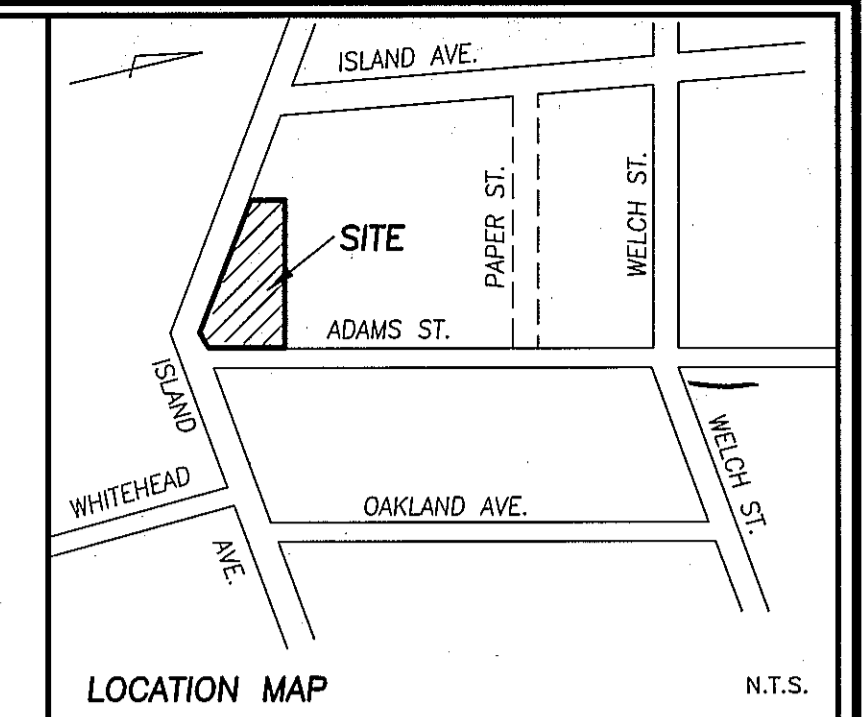 ISLAND AVE.
PAPER ST.
WELCH ST.
SITE
ADAMS ST.
ISLAND
AVE.
WELCH ST.
WHITEHEAD
OAKLAND AVE.
LOCATION MAP
N.T.S.